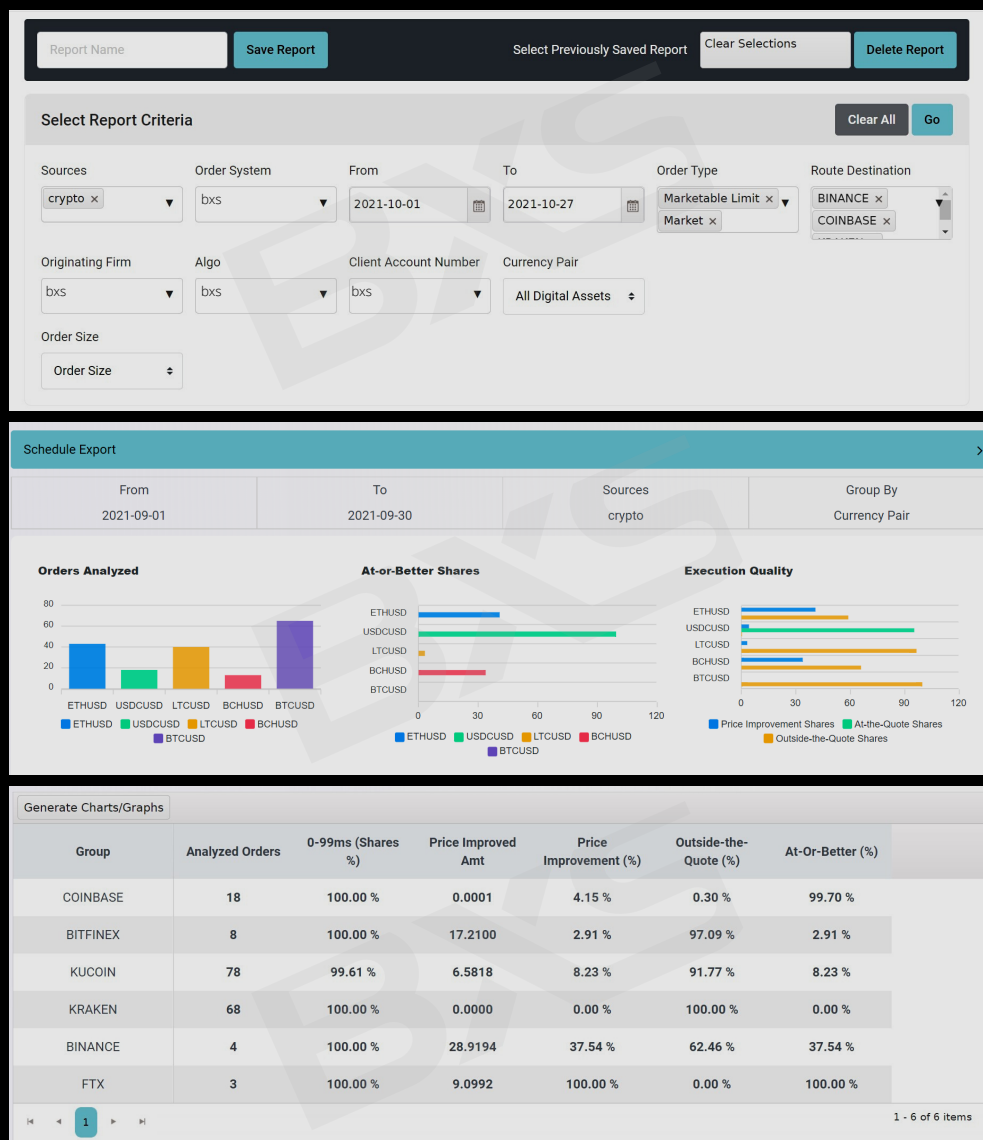 Report Name
Save Report
Select Previously Saved Report
Clear Selections
Delete Report
Select Report Criteria
Clear All
Go
Sources
Order System
From
To
Order Type
Route Destination
crypto ×
bxs
2021-10-01
2021-10-27
Marketable Limit ×
Market ×
BINANCE ×
COINBASE ×
Originating Firm
Algo
Client Account Number
Currency Pair
bxs
bxs
bxs
All Digital Assets
Order Size
Order Size
BXS
Schedule Export
From
To
Sources
Group By
2021-09-01
2021-09-30
crypto
Currency Pair
Orders Analyzed
80
60
40
20
0
ETHUSD USDCUSD LTCUSD BCHUSD BTCUSD
ETHUSD USDCUSD LTCUSD BCHUSD
BTCUSD
At-or-Better Shares
ETHUSD
USDCUSD
LTCUSD
BCHUSD
BTCUSD
0 30 60 90 120
ETHUSD USDCUSD LTCUSD BCHUSD
BTCUSD
Execution Quality
ETHUSD
USDCUSD
LTCUSD
BCHUSD
BTCUSD
0 30 60 90 120
Price Improvement Shares At-the-Quote Shares
Outside-the-Quote Shares
BXS
Generate Charts/Graphs
Group
Analyzed Orders
0-99ms (Shares
%)
Price Improved
Amt
Price
Improvement (%)
Outside-the-
Quote (%)
At-Or-Better (%)
COINBASE 18 100.00 % 0.0001 4.15 % 0.30 % 99.70 %
BITFINEX 8 100.00 % 17.2100 2.91 % 97.09 % 2.91 %
KUCOIN 78 99.61 % 6.5818 8.23 % 91.77 % 8.23 %
KRAKEN 68 100.00 % 0.0000 0.00 % 100.00 % 0.00 %
BINANCE 4 100.00 % 28.9194 37.54 % 62.46 % 37.54 %
FTX 3 100.00 % 9.0992 100.00 % 0.00 % 100.00 %
1
1 - 6 of 6 items
BXS